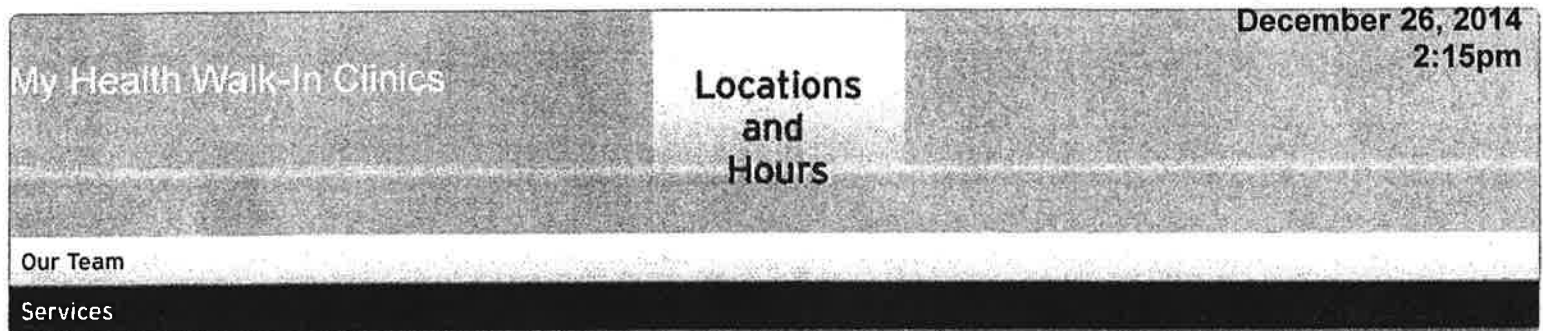 December 26, 2014
2:15pm
My Health Walk-In Clinics
Locations
and
Hours
Our Team
Services